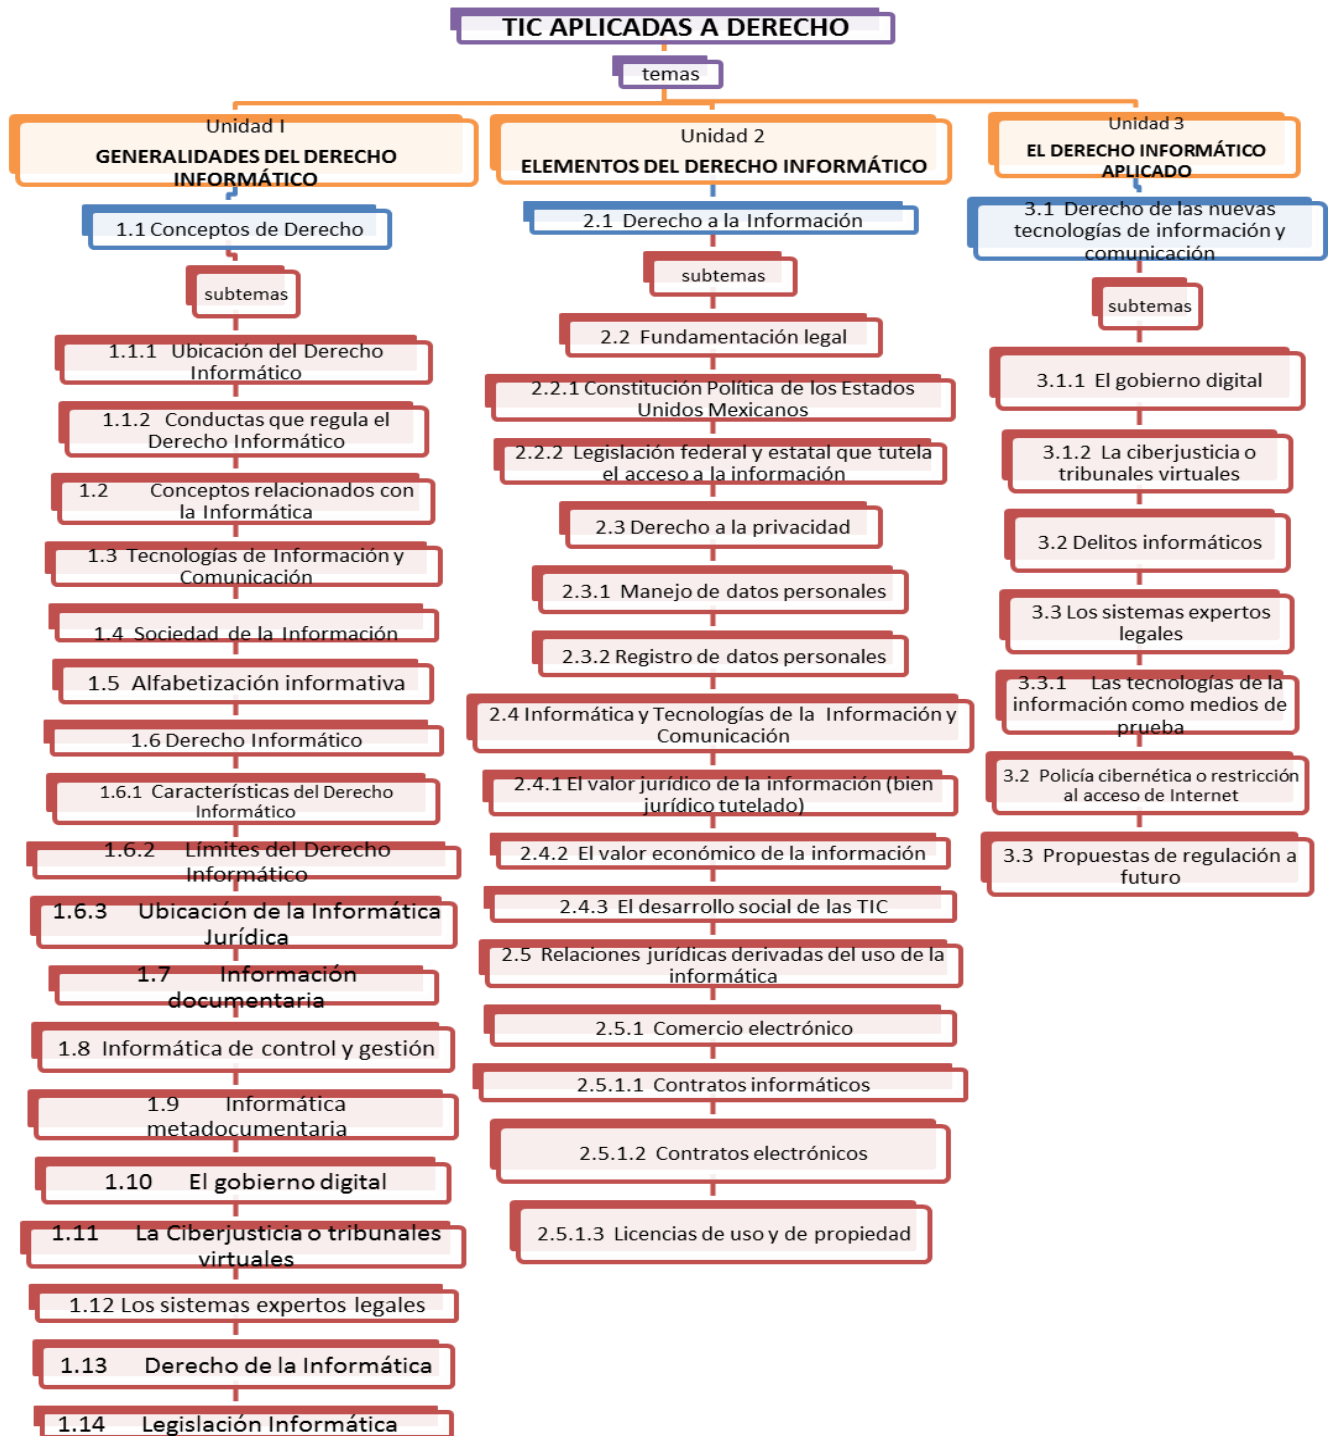 TIC APLICADAS A DERECHO
temas
Unidad I
GENERALIDADES DEL DERECHO
INFORMÁTICO
1.1 Conceptos de Derecho
subtemas
1.1.1 Ubicación del Derecho
Informático
1.1.2 Conductas que regula el
Derecho Informático
1.2 Conceptos relacionados con
la Informática
1.3 Tecnologías de Información y
Comunicación
1.4 Sociedad de la Información
1.5 Alfabetización informativa
1.6 Derecho Informático
1.6.1 Características del Derecho
Informático
1.6.2 Límites del Derecho
Informático
1.6.3 Ubicación de la Informática
Jurídica
1.7 Información
documentaria
1.8 Informática de control y gestión
1.9 Informática
metadocumentaria
1.10 El gobierno digital
1.11 La Ciberjusticia o tribunales
virtuales
1.12 Los sistemas expertos legales
1.13 Derecho de la Informática
1.14 Legislación Informática
Unidad 2
ELEMENTOS DEL DERECHO INFORMÁTICO
2.1 Derecho a la Información
subtemas
2.2 Fundamentación legal
2.2.1 Constitución Política de los Estados
Unidos Mexicanos
2.2.2 Legislación federal y estatal que tutela
el acceso a la información
2.3 Derecho a la privacidad
2.3.1 Manejo de datos personales
2.3.2 Registro de datos personales
2.4 Informática y Tecnologías de la Información y
Comunicación
2.4.1 El valor jurídico de la información (bien
jurídico tutelado)
2.4.2 El valor económico de la información
2.4.3 El desarrollo social de las TIC
2.5 Relaciones jurídicas derivadas del uso de la
informática
2.5.1 Comercio electrónico
2.5.1.1 Contratos informáticos
2.5.1.2 Contratos electrónicos
2.5.1.3 Licencias de uso y de propiedad
Unidad 3
EL DERECHO INFORMÁTICO
APLICADO
3.1 Derecho de las nuevas
tecnologías de información y
comunicación
subtemas
3.1.1 El gobierno digital
3.1.2 La ciberjusticia o
tribunales virtuales
3.2 Delitos informáticos
3.3 Los sistemas expertos
legales
3.3.1 Las tecnologías de la
información como medios de
prueba
3.2 Policía cibernética o restricción
al acceso de Internet
3.3 Propuestas de regulación a
futuro